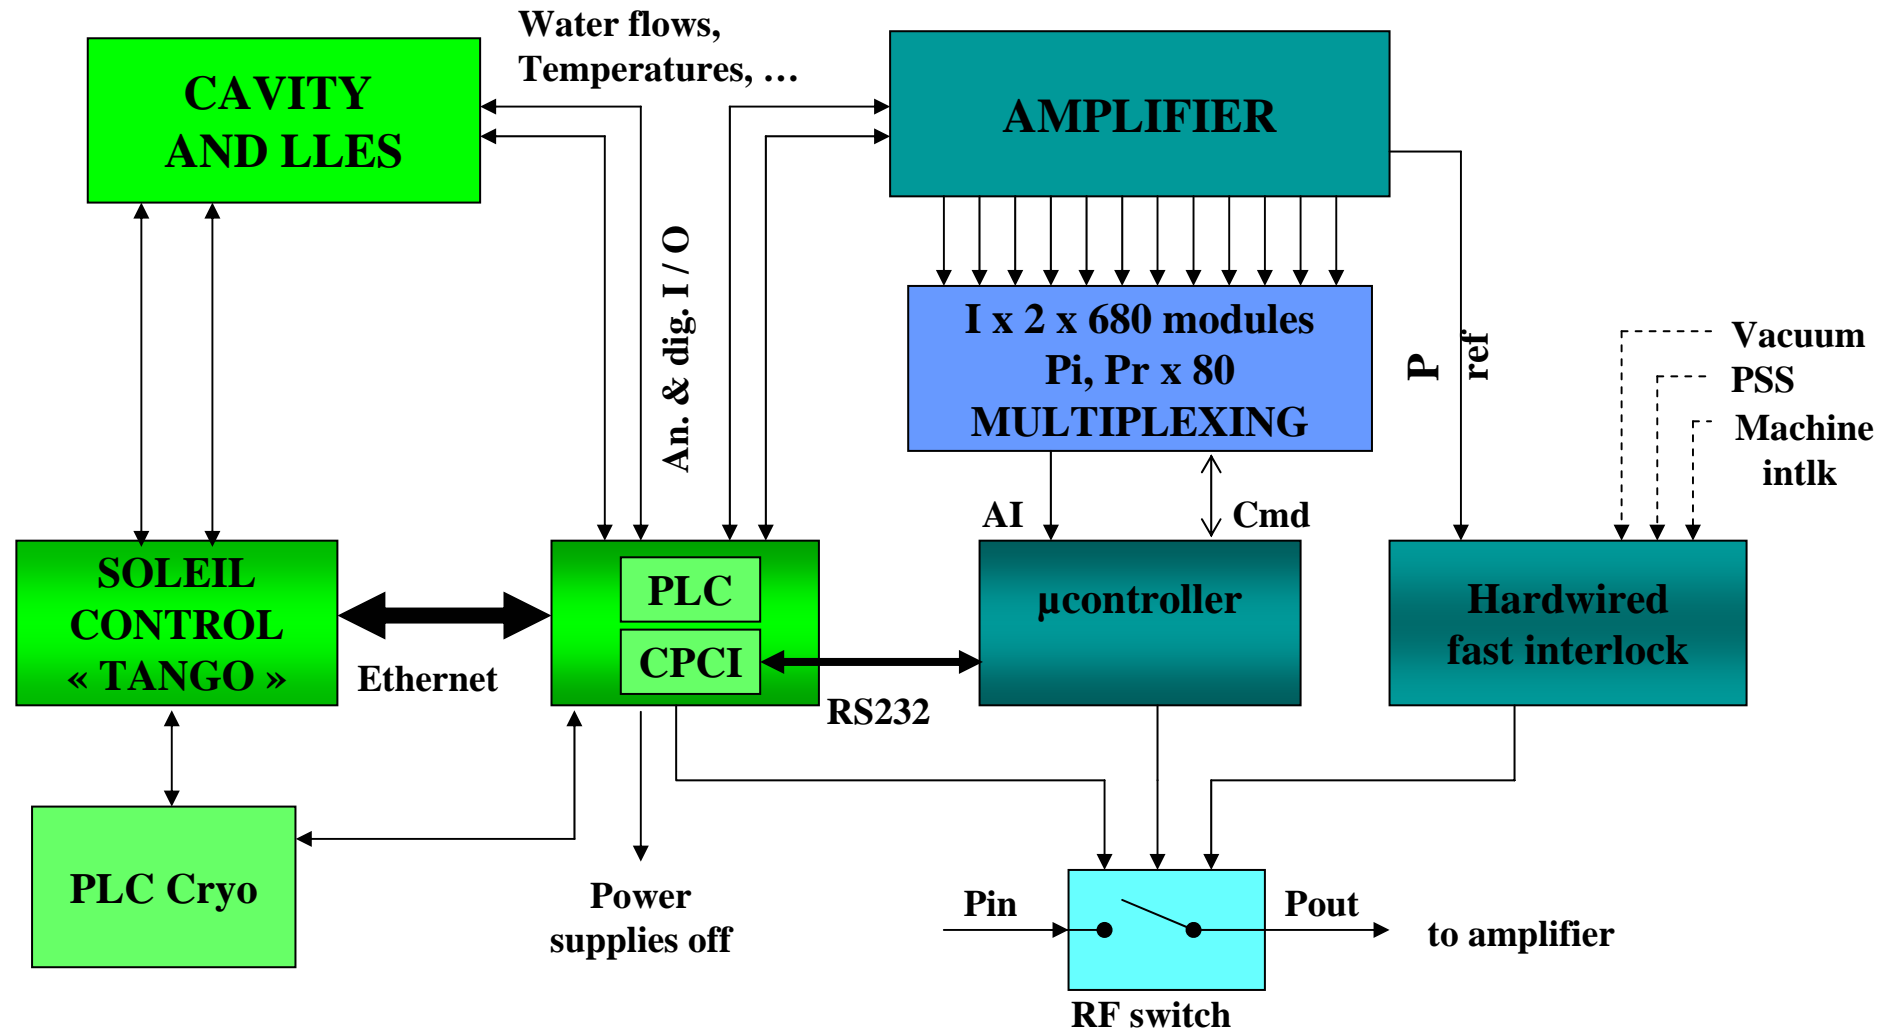 Water flows,
Temperatures, …
CAVITY
AND LLES
AMPLIFIER
An. & dig. I / O
I x 2 x 680 modules
Pi, Pr x 80
MULTIPLEXING
P
ref
Vacuum
PSS
Machine
intlk
AI
Cmd
SOLEIL
CONTROL
« TANGO »
Ethernet
PLC
CPCI
RS232
µcontroller
Hardwired
fast interlock
PLC Cryo
Power
supplies off
Pin
Pout
to amplifier
RF switch